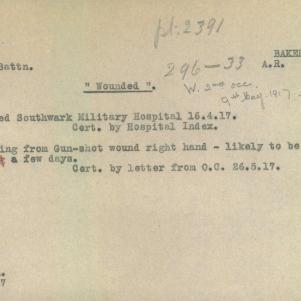 pt. 2391
BAKE
Battn.
296-33 A.R.
" Wounded ".
W. 2nd occ.
9th May. 1917.
ed Southwark Military Hospital 16.4.17.
Cert. by Hospital Index.
ing from Gun-shot wound right hand - likely to be
a few days.
Cert. by letter from O.C. 26.5.17.
7